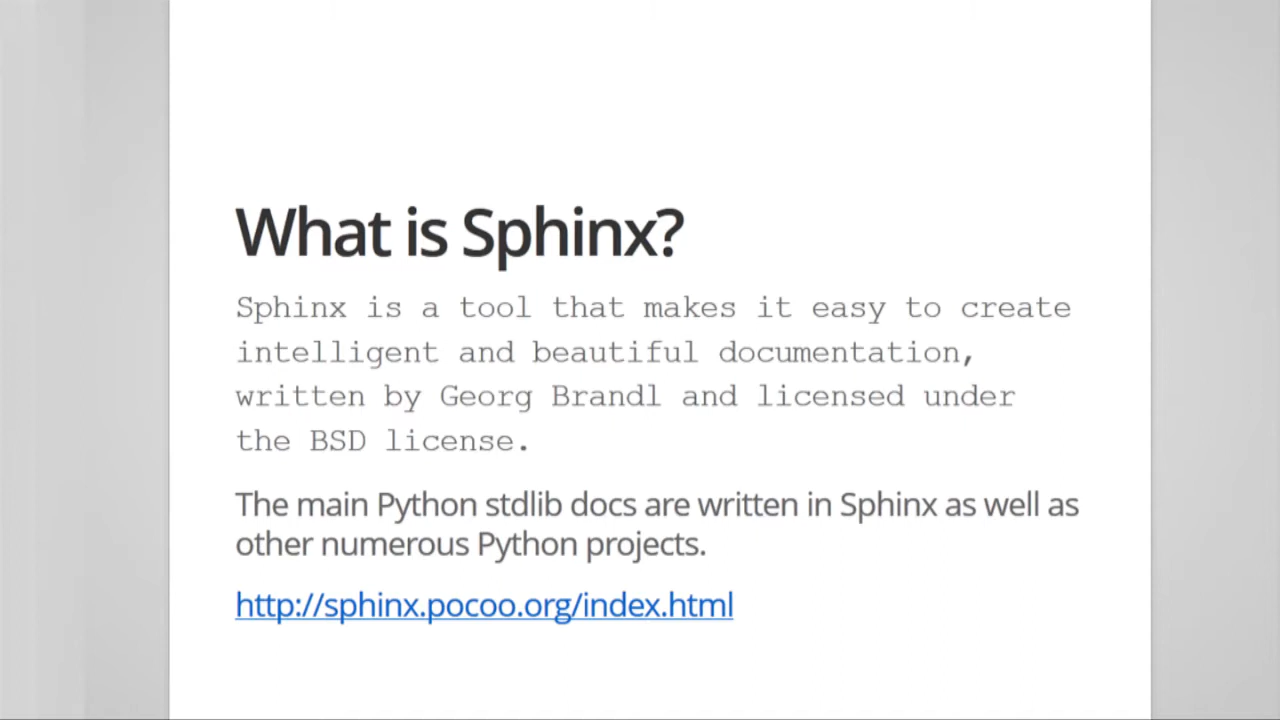 What is Sphinx?
Sphinx is a tool that makes it easy to create
intelligent and beautiful documentation,
written by Georg Brandl and licensed under
the BSD license.
The main Python stdlib docs are written in Sphinx as well as
other numerous Python projects.
http://sphinx.pocoo.org/index.html